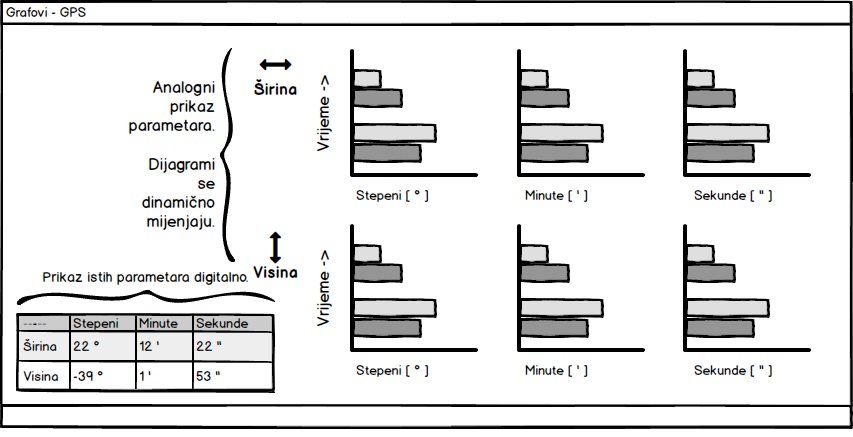 Grafovi - GPS
Analogni
prikaz
parametara.
Dijagrami
se
dinamično
mijenjaju.
Širina
Vrijeme ->
Stepeni [ ° ]
Minute [ ' ]
Sekunde [ " ]
Visina
Vrijeme ->
Stepeni [ ° ]
Minute [ ' ]
Sekunde [ " ]
Prikaz istih parametara digitalno.
----- Stepeni Minute Sekunde
Širina 22 ° 12 ' 22 "
Visina -39 ° 1 ' 53 "